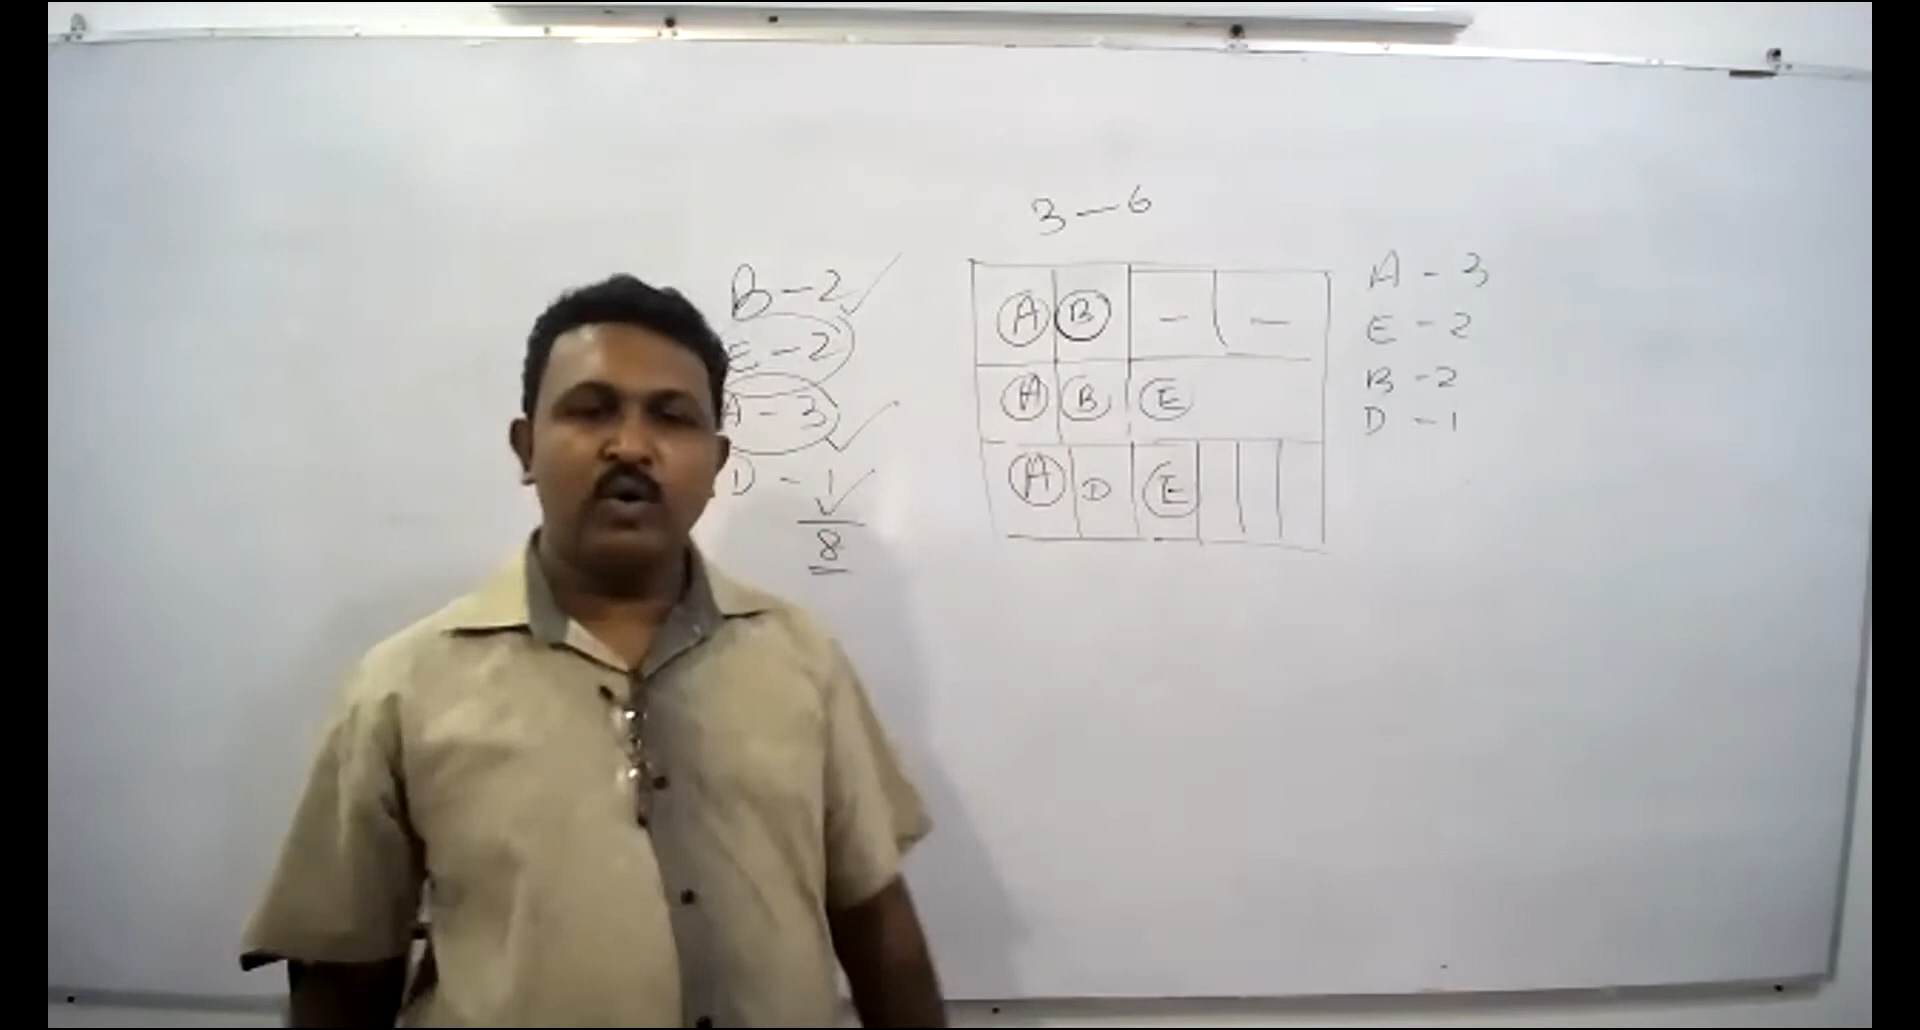 3 - 6
B - 2 ✓
E - 2
A - 3 ✓
D - 1 ✓
8
A B - -
A B E
A D E
A - 3
E - 2
B - 2
D - 1